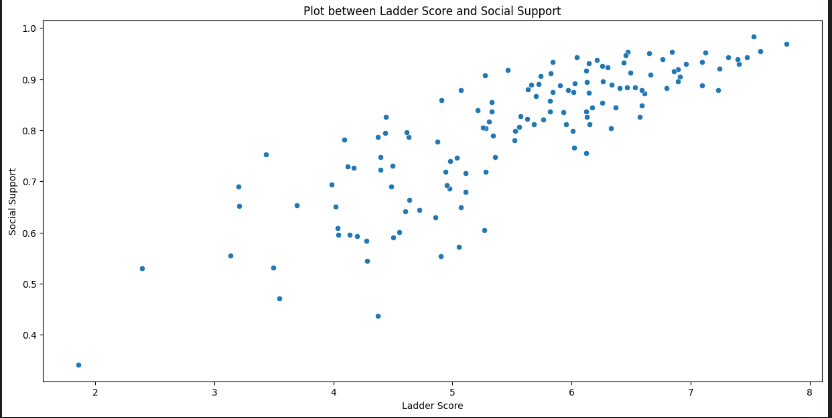 Plot between Ladder Score and Social Support
1.0
0.9
0.8
0.7
0.6
0.5
0.4
Social Support
2 3 4 5 6 7 8
Ladder Score